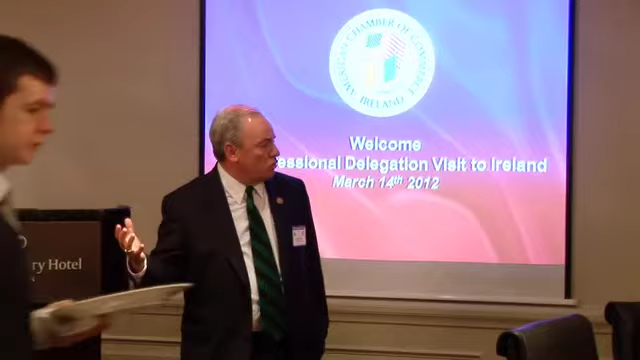 AMERICAN CHAMBER OF COMMERCE
IRELAND
Welcome
essional Delegation Visit to Ireland
March 14th 2012
ry Hotel